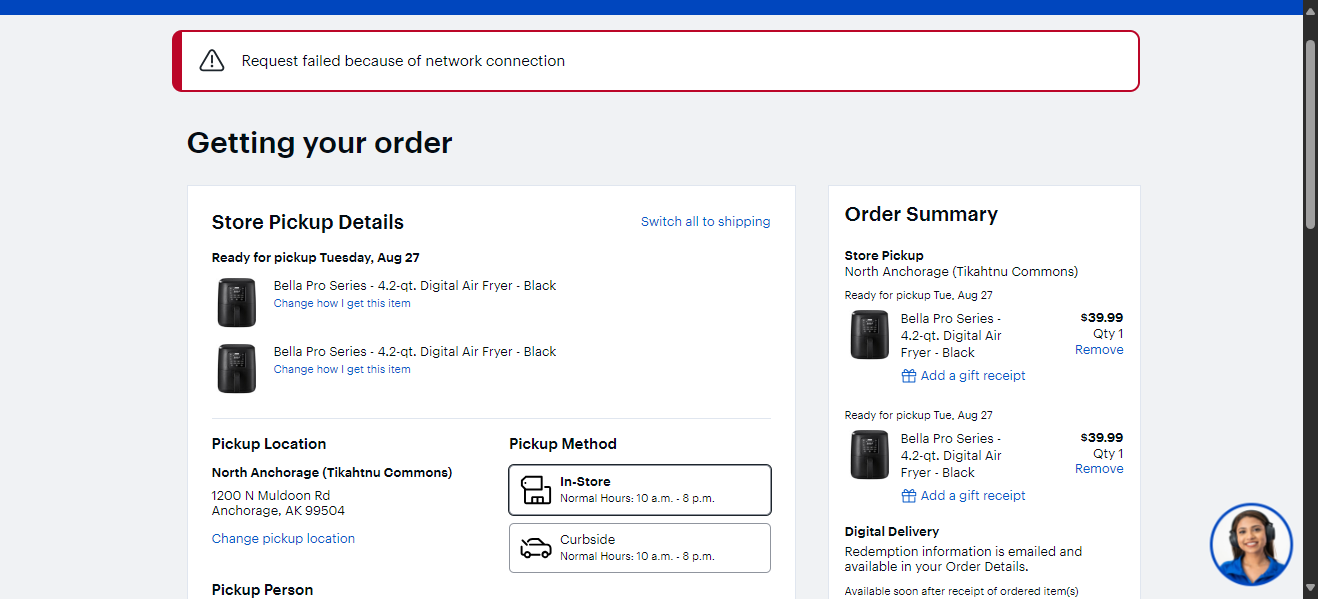 Request failed because of network connection
Getting your order
Store Pickup Details
Switch all to shipping
Ready for pickup Tuesday, Aug 27
Bella Pro Series - 4.2-qt. Digital Air Fryer - Black
Change how I get this item
Bella Pro Series - 4.2-qt. Digital Air Fryer - Black
Change how I get this item
Pickup Location
North Anchorage (Tikahtnu Commons)
1200 N Muldoon Rd
Anchorage, AK 99504
Change pickup location
Pickup Method
In-Store
Normal Hours: 10 a.m. - 8 p.m.
Curbside
Normal Hours: 10 a.m. - 8 p.m.
Pickup Person
Order Summary
Store Pickup
North Anchorage (Tikahtnu Commons)
Ready for pickup Tue, Aug 27
Bella Pro Series -
4.2-qt. Digital Air
Fryer - Black
$39.99
Qty 1
Remove
Add a gift receipt
Ready for pickup Tue, Aug 27
Bella Pro Series -
4.2-qt. Digital Air
Fryer - Black
$39.99
Qty 1
Remove
Add a gift receipt
Digital Delivery
Redemption information is emailed and
available in your Order Details.
Available soon after receipt of ordered item(s)